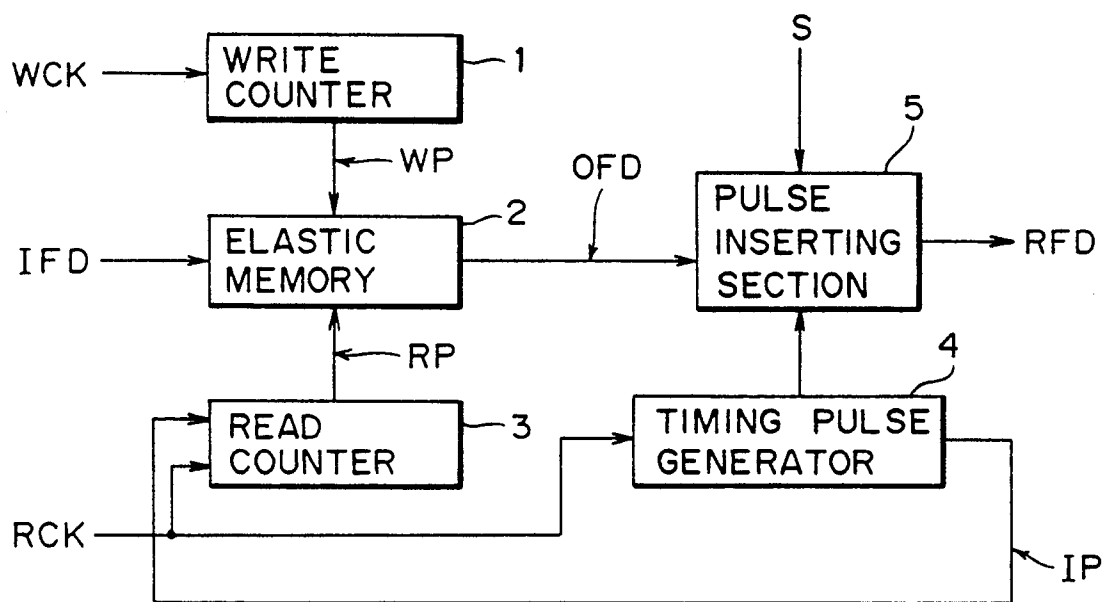 S
WCK
WRITE
COUNTER
1
WP
OFD
5
PULSE
INSERTING
SECTION
RFD
IFD
ELASTIC
MEMORY
2
RP
4
READ
COUNTER
3
TIMING PULSE
GENERATOR
RCK
IP